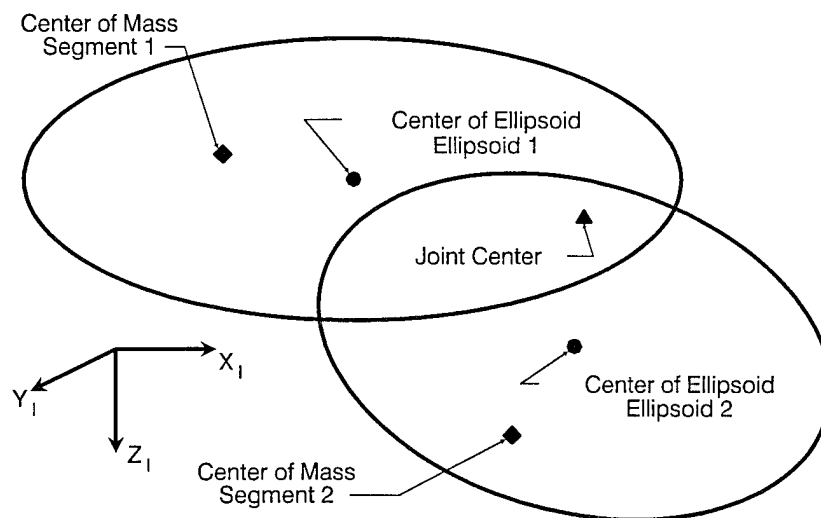 Center of Mass
Segment 1
Center of Ellipsoid
Ellipsoid 1
Joint Center
X I
Y I
Z I
Center of Ellipsoid
Ellipsoid 2
Center of Mass
Segment 2